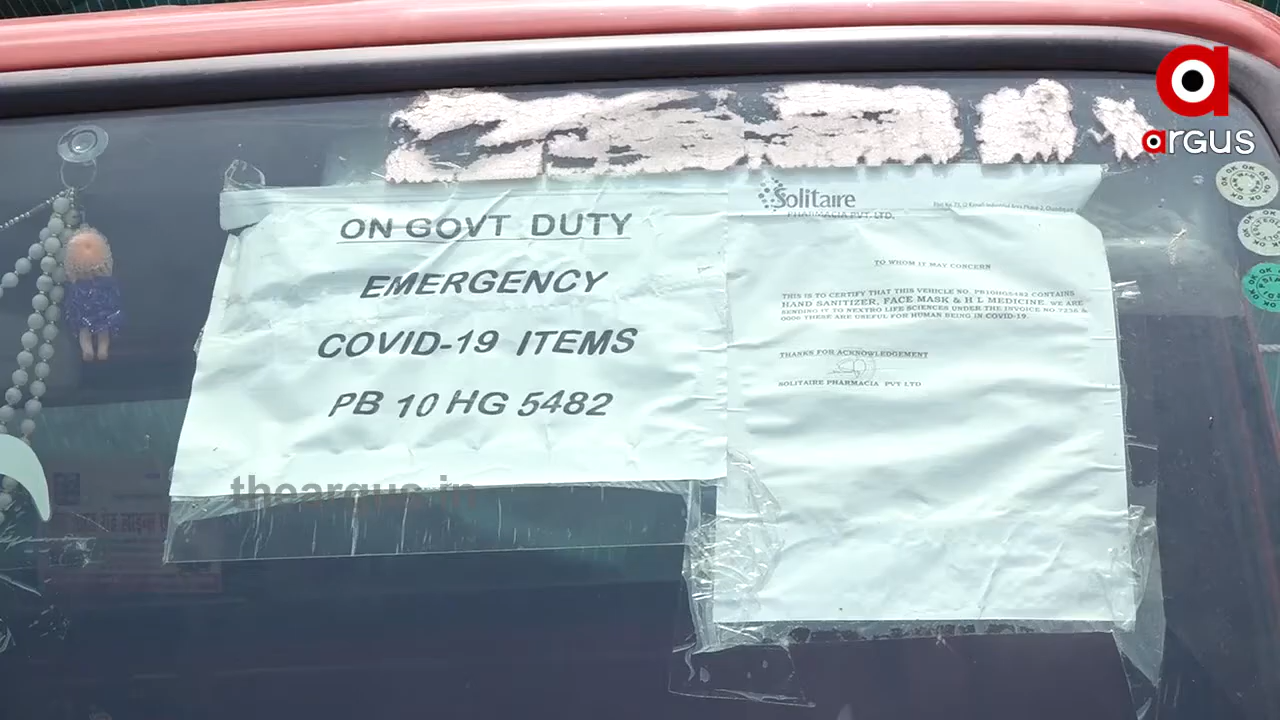 argus
ON GOVT DUTY
EMERGENCY
COVID-19 ITEMS
PB 10 HG 5482
Solitaire
PHARMACIA PVT. LTD.
TO WHOM IT MAY CONCERN
THIS IS TO CERTIFY THAT THIS VEHICLE NO. PB10HG5482 CONTAINS
HAND SANITIZER, FACE MASK & H L MEDICINE. WE ARE
SENDING IT TO NEXTRO LIFE SCIENCES UNDER THE INVOICE NO 7236 &
0006 THESE ARE USEFUL FOR HUMAN BEING IN COVID-19.
THANKS FOR ACKNOWLEDGEMENT
SOLITAIRE PHARMACIA PVT LTD
theargus.in